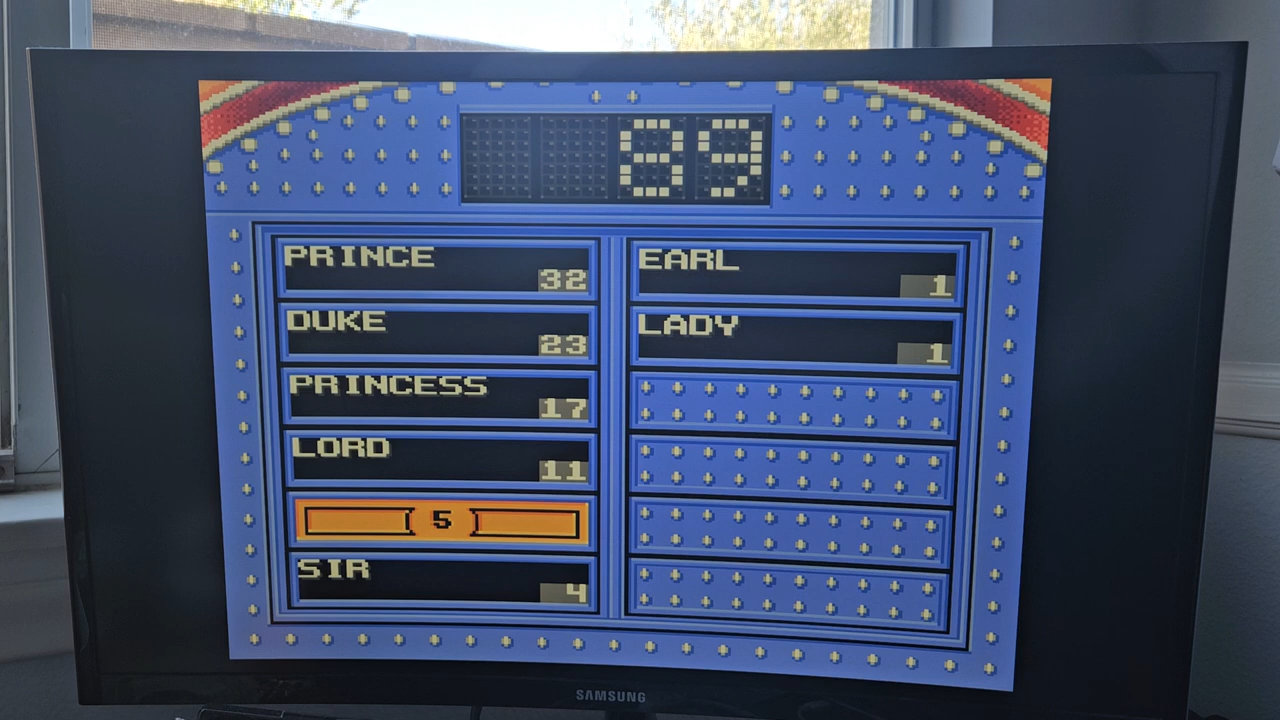 89
PRINCE
32
DUKE
23
PRINCESS
17
LORD
11
5
SIR
4
EARL
1
LADY
1
SAMSUNG